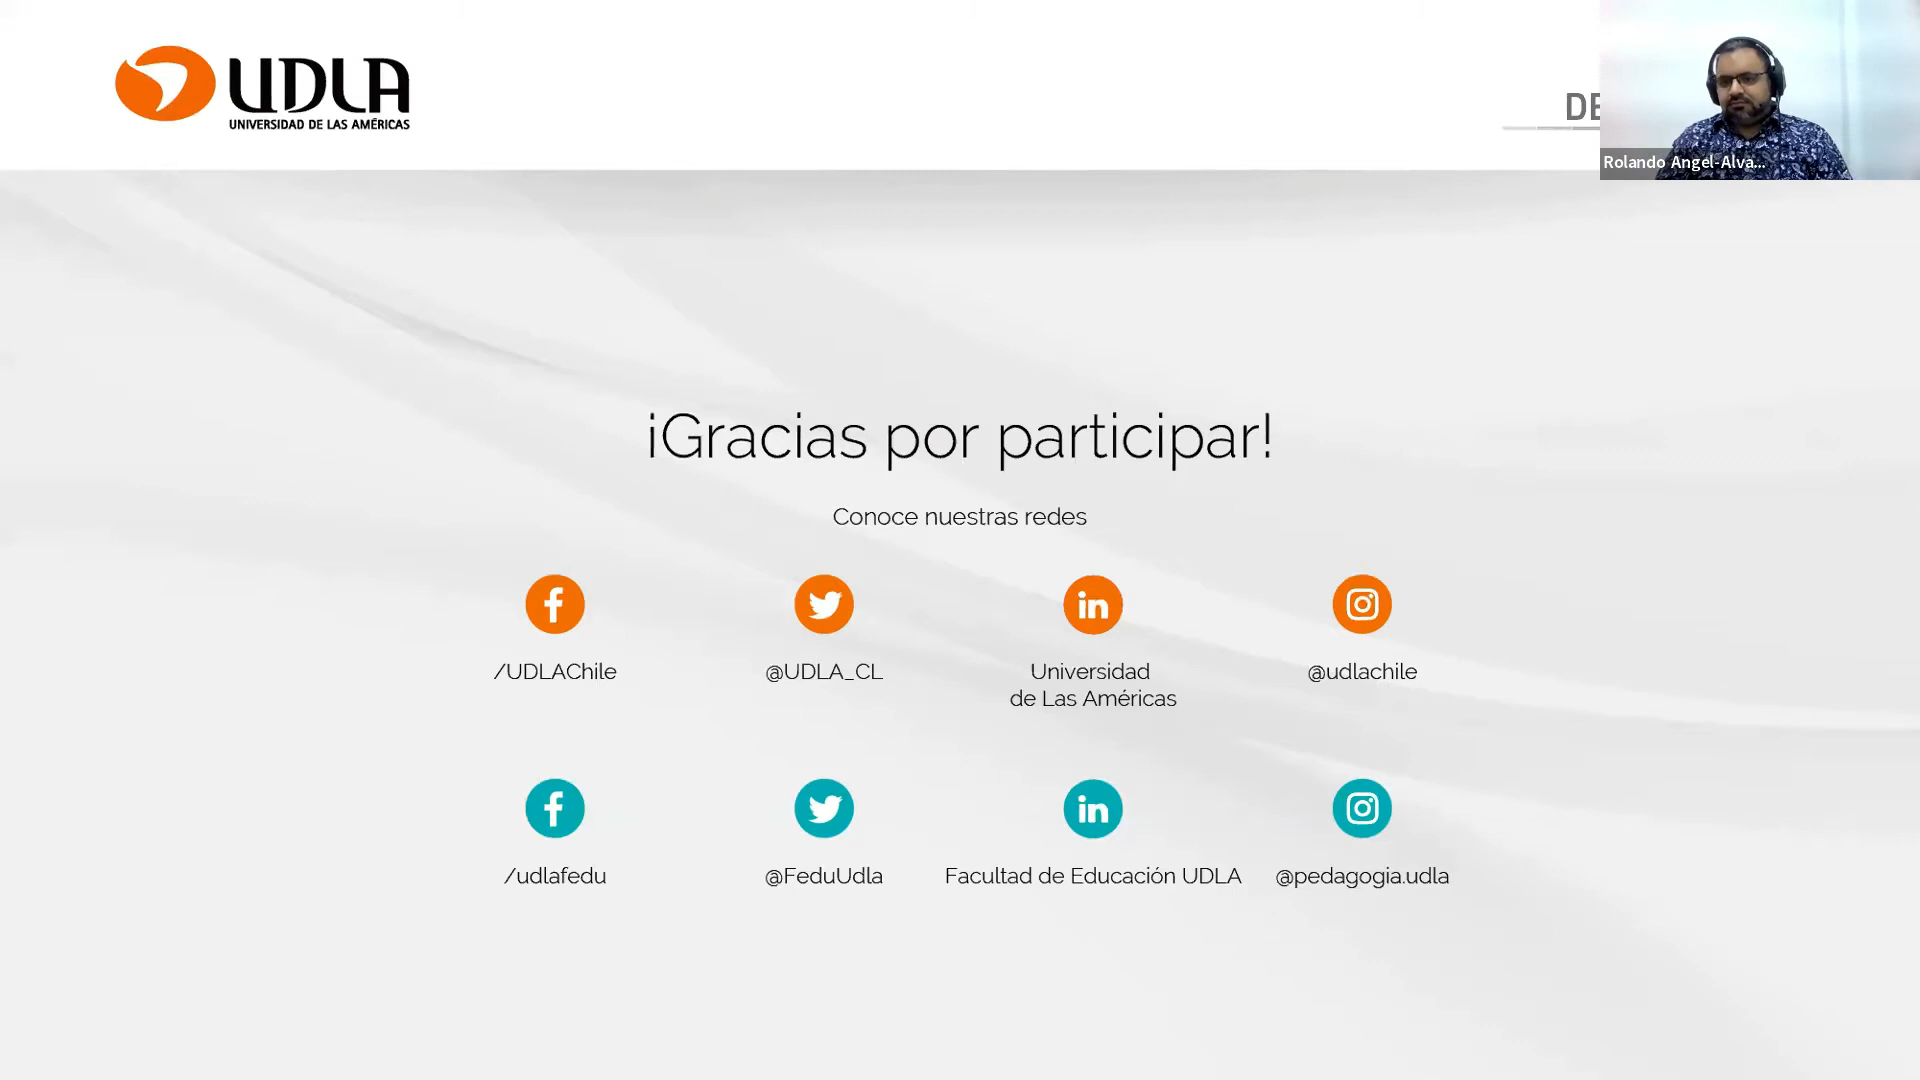 UDLA
UNIVERSIDAD DE LAS AMÉRICAS
Rolando Angel-Alva...
¡Gracias por participar!
Conoce nuestras redes
/UDLAChile
@UDLA_CL
Universidad
de Las Américas
@udlachile
/udlafedu
@FeduUdla
Facultad de Educación UDLA
@pedagogia.udla